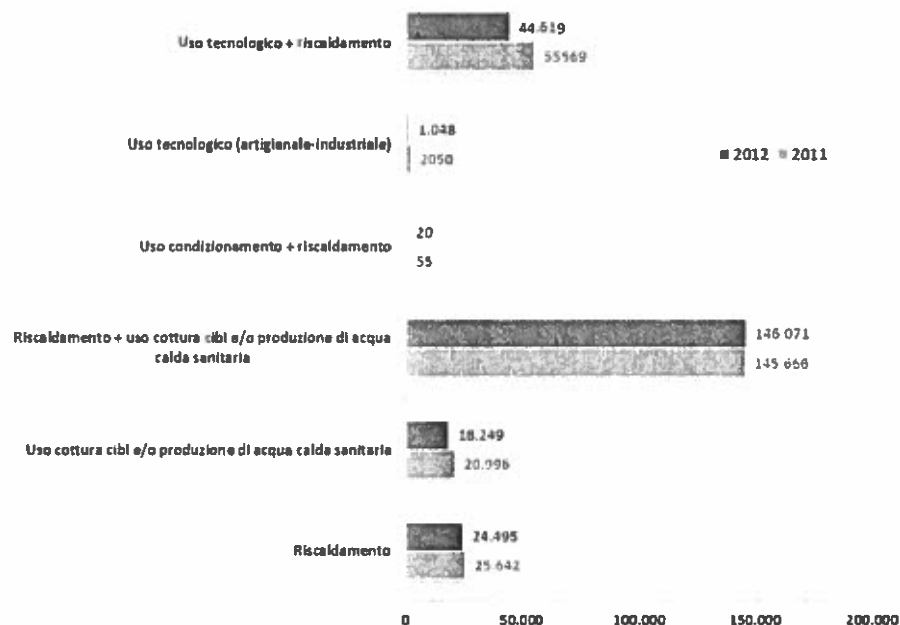 Uso tecnologico + riscaldamento
44.619
55569
Uso tecnologico (artigianale-industriale)
1.048
2050
2012 2011
Uso condizionamento + riscaldamento
20
55
Riscaldamento + uso cottura cibi e/o produzione di acqua
calda sanitaria
146 071
145 666
Uso cottura cibi e/o produzione di acqua calda sanitaria
18.249
20.996
Riscaldamento
24.495
25.642
0 50.000 100.000 150.000 200.000